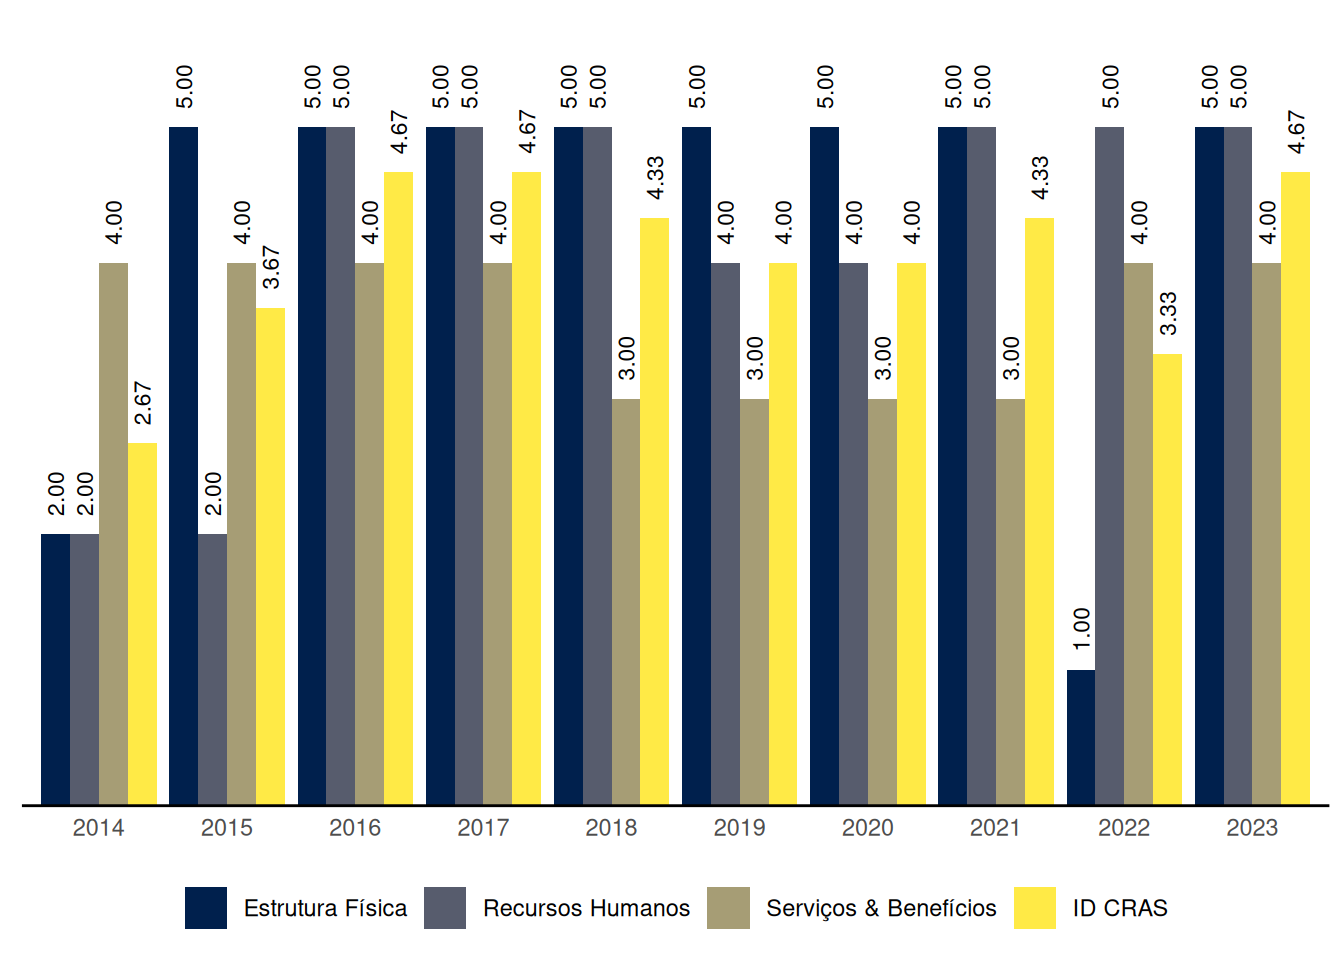 5.00 5.00 5.00 5.00 5.00 5.00 5.00 5.00 5.00 5.00 5.00 5.00 5.00 5.00
4.67 4.67 4.67
4.33 4.33
4.00 4.00 4.00 4.00 4.00 4.00 4.00 4.00 4.00 4.00
3.67
3.33
3.00 3.00 3.00 3.00
2.67
2.00 2.00 2.00
1.00
2014 2015 2016 2017 2018 2019 2020 2021 2022 2023
Estrutura Física Recursos Humanos Serviços & Benefícios ID CRAS